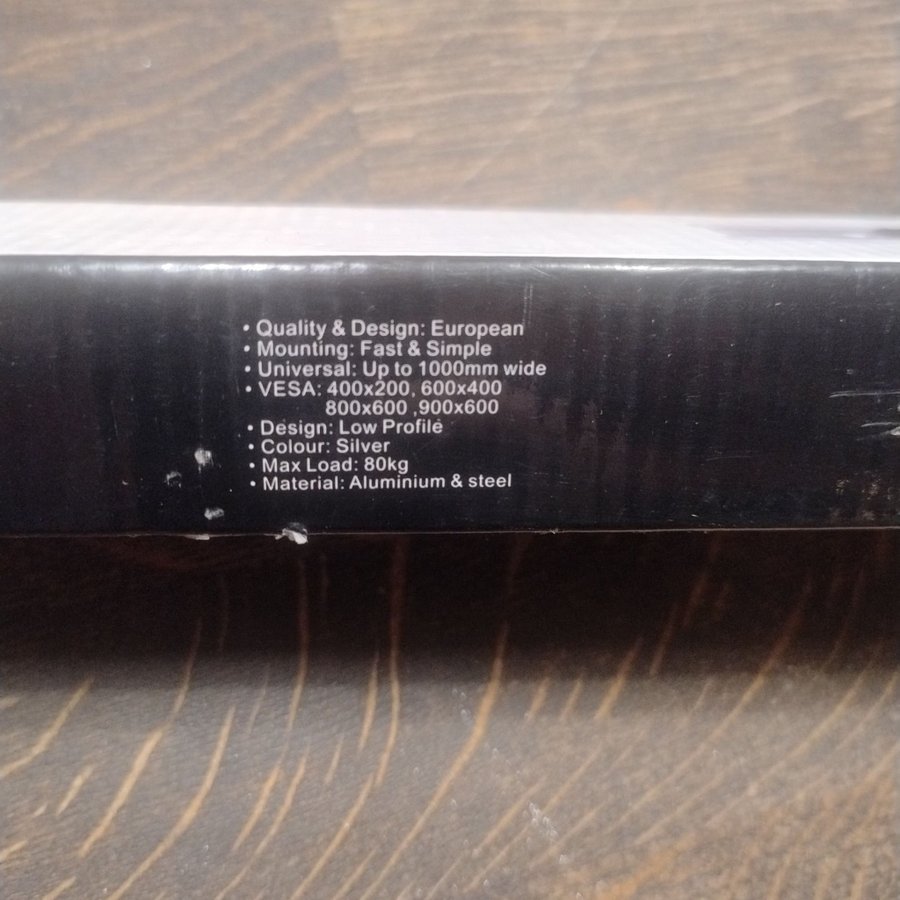 • Quality & Design: European
• Mounting: Fast & Simple
• Universal: Up to 1000mm wide
• VESA: 400x200, 600x400
800x600 ,900x600
• Design: Low Profile
• Colour: Silver
• Max Load: 80kg
• Material: Aluminium & steel